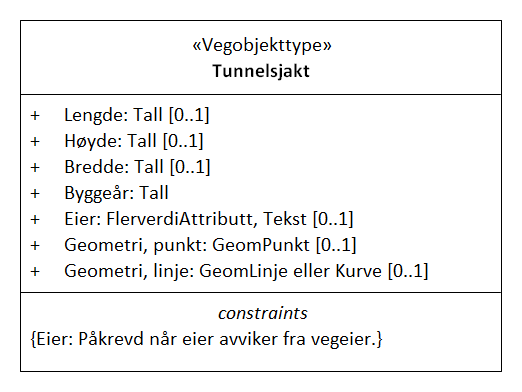 «Vegobjekttype»
Tunnelsjakt
+ Lengde: Tall [0..1]
+ Høyde: Tall [0..1]
+ Bredde: Tall [0..1]
+ Byggeår: Tall
+ Eier: FlerverdiAttributt, Tekst [0..1]
+ Geometri, punkt: GeomPunkt [0..1]
+ Geometri, linje: GeomLinje eller Kurve [0..1]
constraints
{Eier: Påkrevd når eier avviker fra vegeier.}